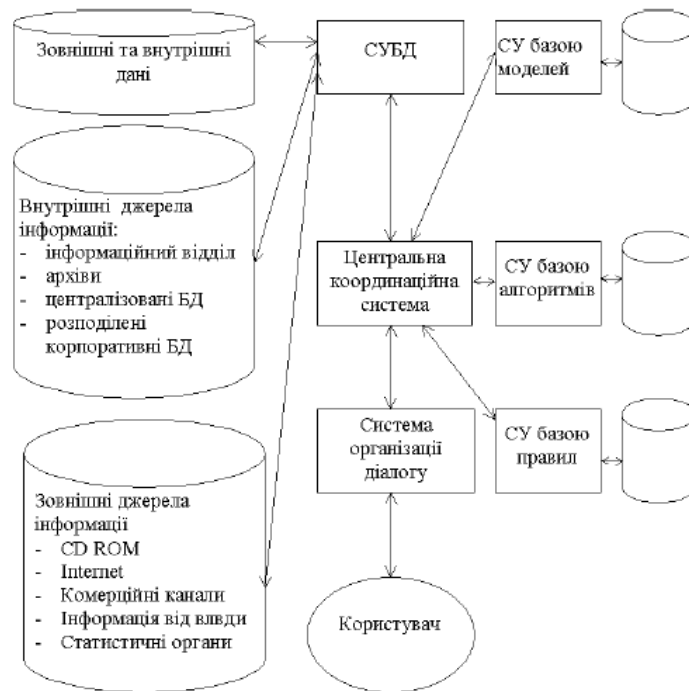 Зовнішні та внутрішні
дані
СУБД
СУ базою
моделей
Внутрішні джерела
інформації:
- інформаційний відділ
- архіви
- централізовані БД
- розподілені
корпоративні БД
Центральна
координаційна
система
СУ базою
алгоритмів
Система
організації
діалогу
СУ базою
правил
Зовнішні джерела
інформації
- CD ROM
- Internet
- Комерційні канали
- Інформація від влвди
- Статистичні органи
Користувач